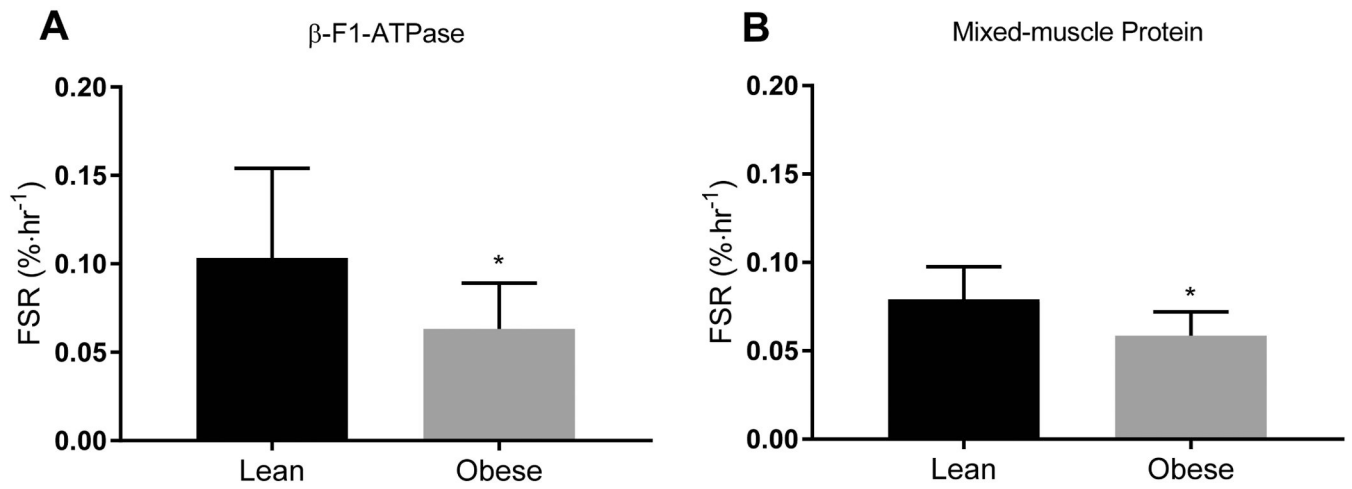 A
β-F1-ATPase
FSR (%·hr⁻¹)
0.20
0.15
0.10
0.05
0.00
*
Lean
Obese
B
Mixed-muscle Protein
FSR (%·hr⁻¹)
0.20
0.15
0.10
0.05
0.00
*
Lean
Obese